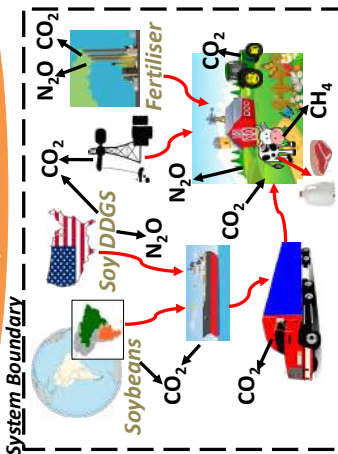 System Boundary
Soybeans
Soy DDGS
Fertiliser
CO₂
N₂O
CO₂
N₂O
CO₂
CO₂
CO₂
N₂O
CO₂
CO₂
CH₄